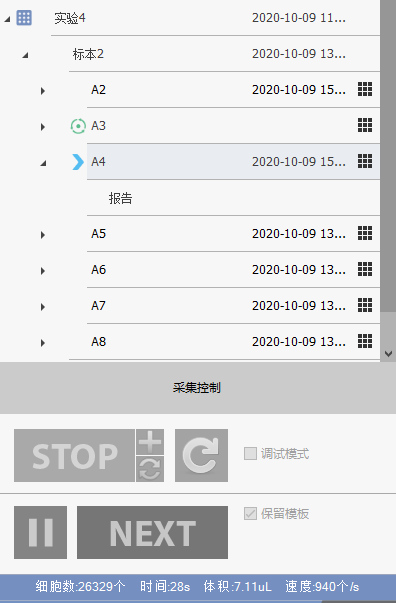 实验4 2020-10-09 11...
标本2 2020-10-09 13...
A2 2020-10-09 15...
A3
A4 2020-10-09 15...
报告
A5 2020-10-09 13...
A6 2020-10-09 13...
A7 2020-10-09 13...
A8 2020-10-09 13...
采集控制
STOP 调试模式
NEXT 保留模板
细胞数:26329个 时间:28s 体积:7.11uL 速度:940个/s